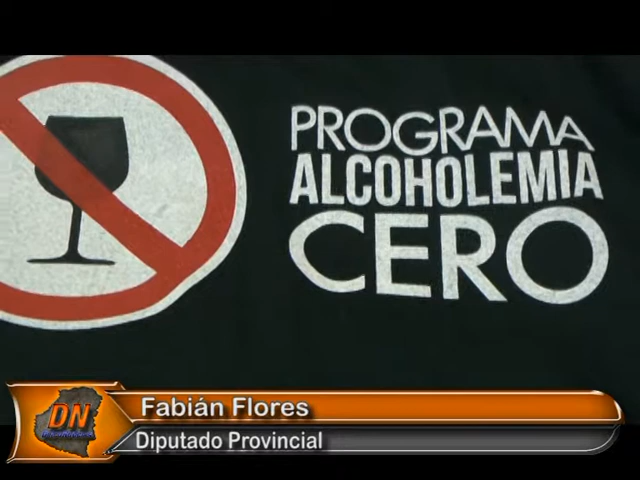 PROGRAMA
ALCOHOLEMIA
CERO
DN
Fabián Flores
Diputado Provincial